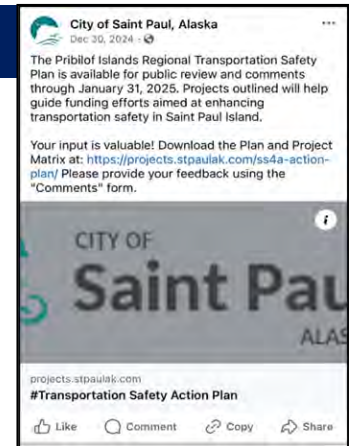 City of Saint Paul, Alaska
Dec 30, 2024 ·
The Pribilof Islands Regional Transportation Safety
Plan is available for public review and comments
through January 31, 2025. Projects outlined will help
guide funding efforts aimed at enhancing
transportation safety in Saint Paul Island.
Your input is valuable! Download the Plan and Project
Matrix at: https://projects.stpaulak.com/ss4a-action-
plan/ Please provide your feedback using the
"Comments" form.
CITY OF
Saint Pau
ALAS
projects.stpaulak.com
#Transportation Safety Action Plan
Like Comment Copy Share